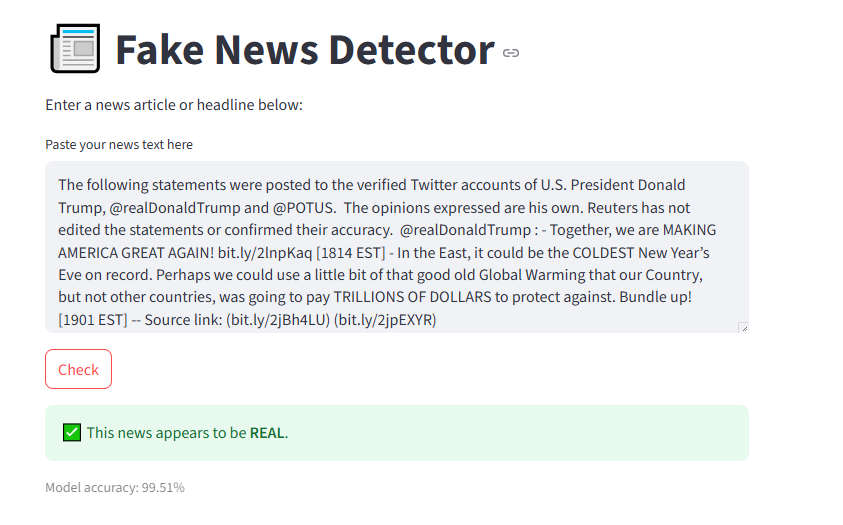 Fake News Detector
Enter a news article or headline below:
Paste your news text here
The following statements were posted to the verified Twitter accounts of U.S. President Donald
Trump, @realDonaldTrump and @POTUS.  The opinions expressed are his own. Reuters has not
edited the statements or confirmed their accuracy.  @realDonaldTrump : - Together, we are MAKING
AMERICA GREAT AGAIN! bit.ly/2lnpKaq [1814 EST] - In the East, it could be the COLDEST New Year’s
Eve on record. Perhaps we could use a little bit of that good old Global Warming that our Country,
but not other countries, was going to pay TRILLIONS OF DOLLARS to protect against. Bundle up!
[1901 EST] -- Source link: (bit.ly/2jBh4LU) (bit.ly/2jpEXYR)
Check
This news appears to be REAL.
Model accuracy: 99.51%